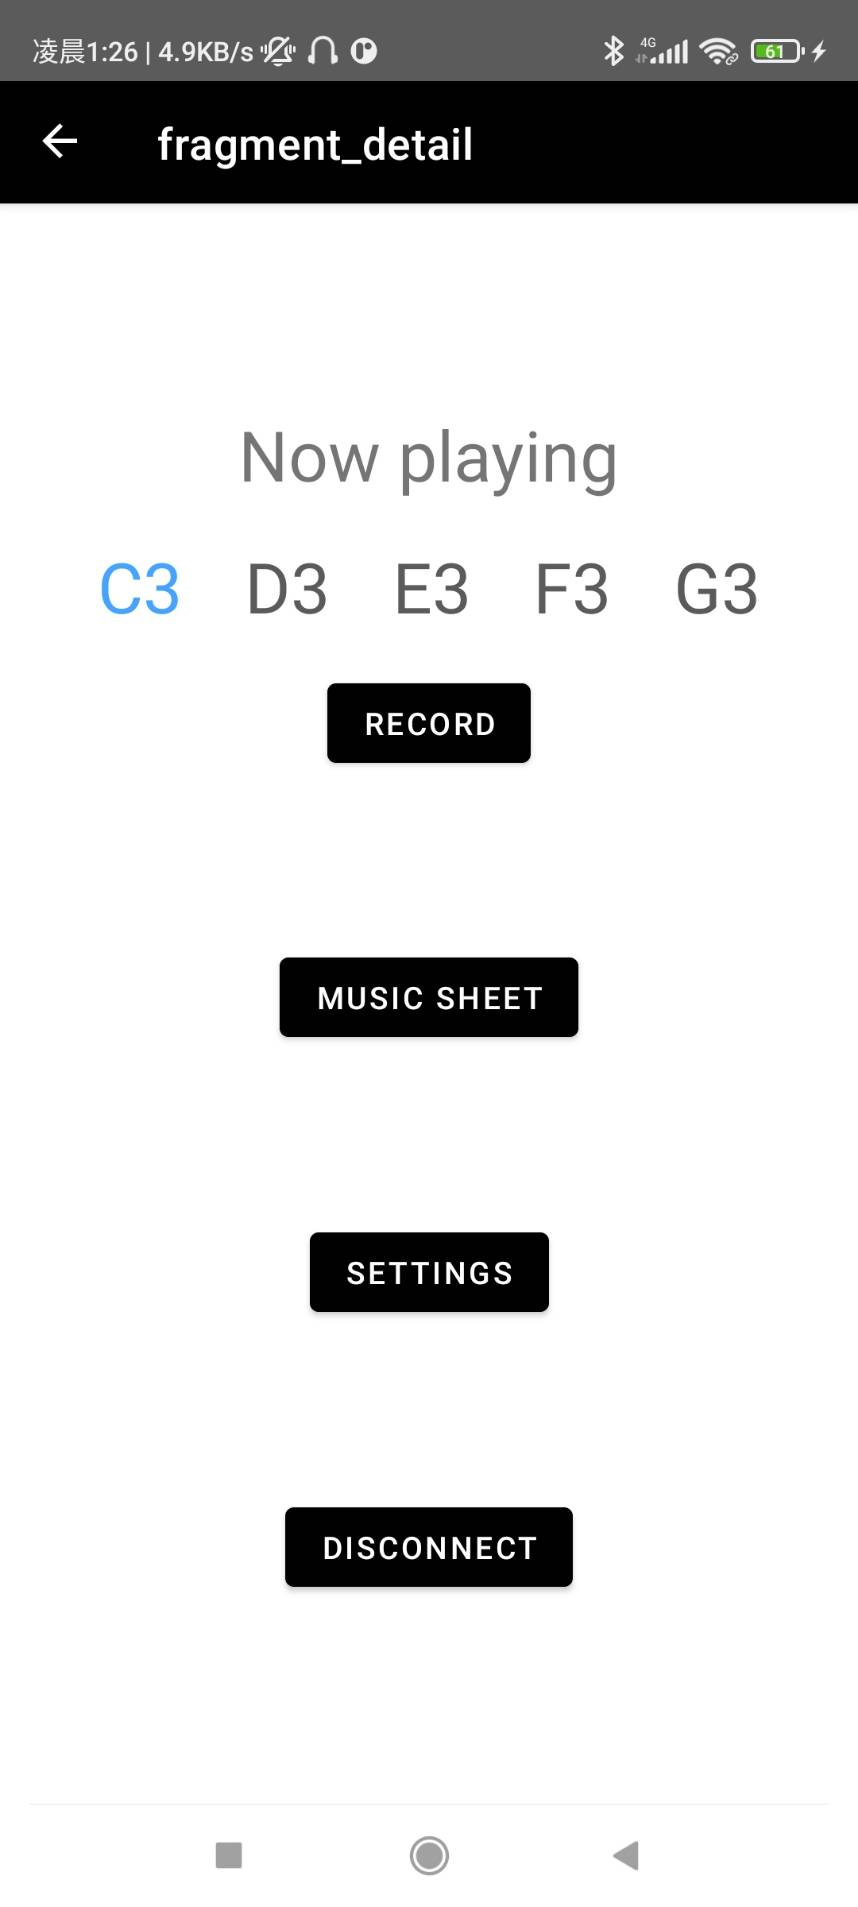 凌晨1:26 | 4.9KB/s 4G 61
fragment_detail
Now playing
C3 D3 E3 F3 G3
RECORD
MUSIC SHEET
SETTINGS
DISCONNECT